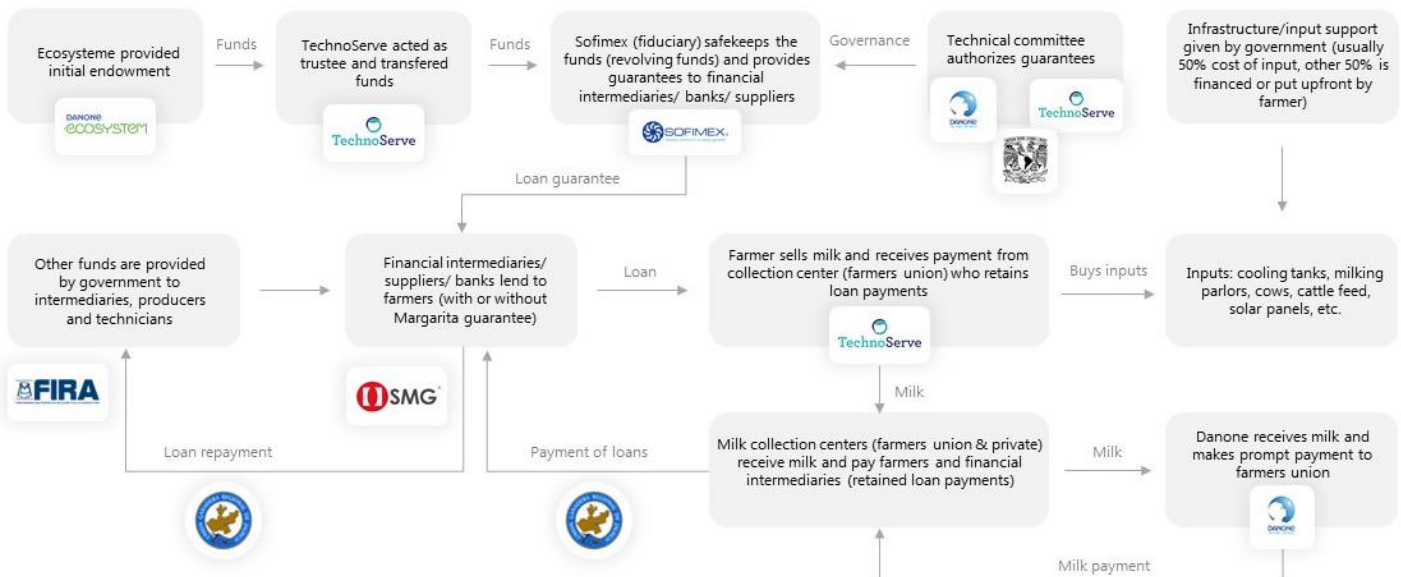 Ecosysteme provided
initial endowment
DANONE
ECOSYSTEM
Funds
TechnoServe acted as
trustee and transfered
funds
TechnoServe
Funds
Sofimex (fiduciary) safekeeps the
funds (revolving funds) and provides
guarantees to financial
intermediaries/ banks/ suppliers
SOFIMEX
Governance
Technical committee
authorizes guarantees
DANONE
TechnoServe
Infrastructure/input support
given by government (usually
50% cost of input, other 50% is
financed or put upfront by
farmer)
Loan guarantee
Other funds are provided
by government to
intermediaries, producers
and technicians
FIRA
Financial intermediaries/
suppliers/ banks lend to
farmers (with or without
Margarita guarantee)
SMG
Loan
Farmer sells milk and receives payment from
collection center (farmers union) who retains
loan payments
TechnoServe
Buys inputs
Inputs: cooling tanks, milking
parlors, cows, cattle feed,
solar panels, etc.
Milk
Loan repayment
Payment of loans
Milk collection centers (farmers union & private)
receive milk and pay farmers and financial
intermediaries (retained loan payments)
Milk
Danone receives milk and
makes prompt payment to
farmers union
DANONE
Milk payment